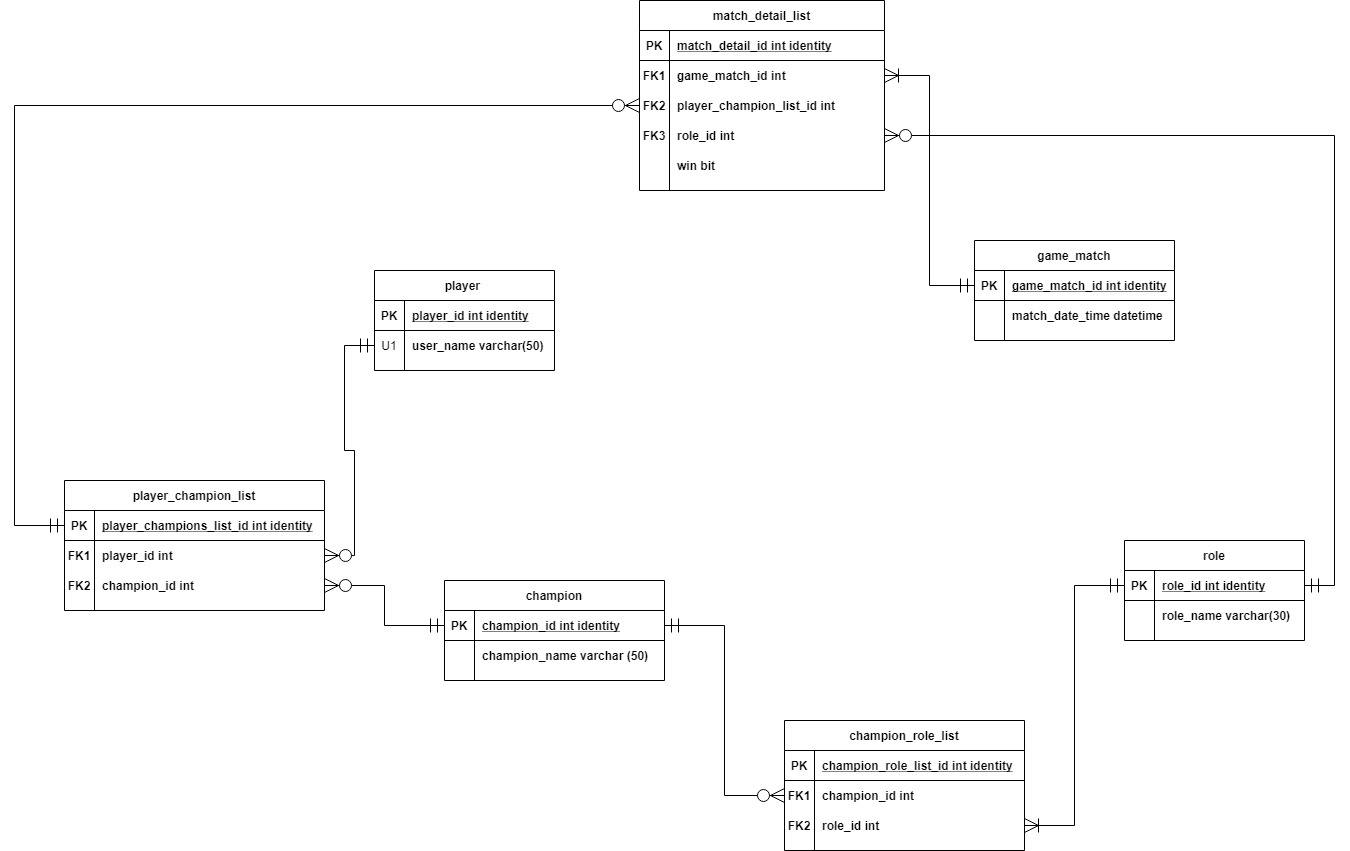 match_detail_list
PK match_detail_id int identity
FK1 game_match_id int
FK2 player_champion_list_id int
FK3 role_id int
win bit
game_match
PK game_match_id int identity
match_date_time datetime
player
PK player_id int identity
U1 user_name varchar(50)
player_champion_list
PK player_champions_list_id int identity
FK1 player_id int
FK2 champion_id int
champion
PK champion_id int identity
champion_name varchar (50)
role
PK role_id int identity
role_name varchar(30)
champion_role_list
PK champion_role_list_id int identity
FK1 champion_id int
FK2 role_id int